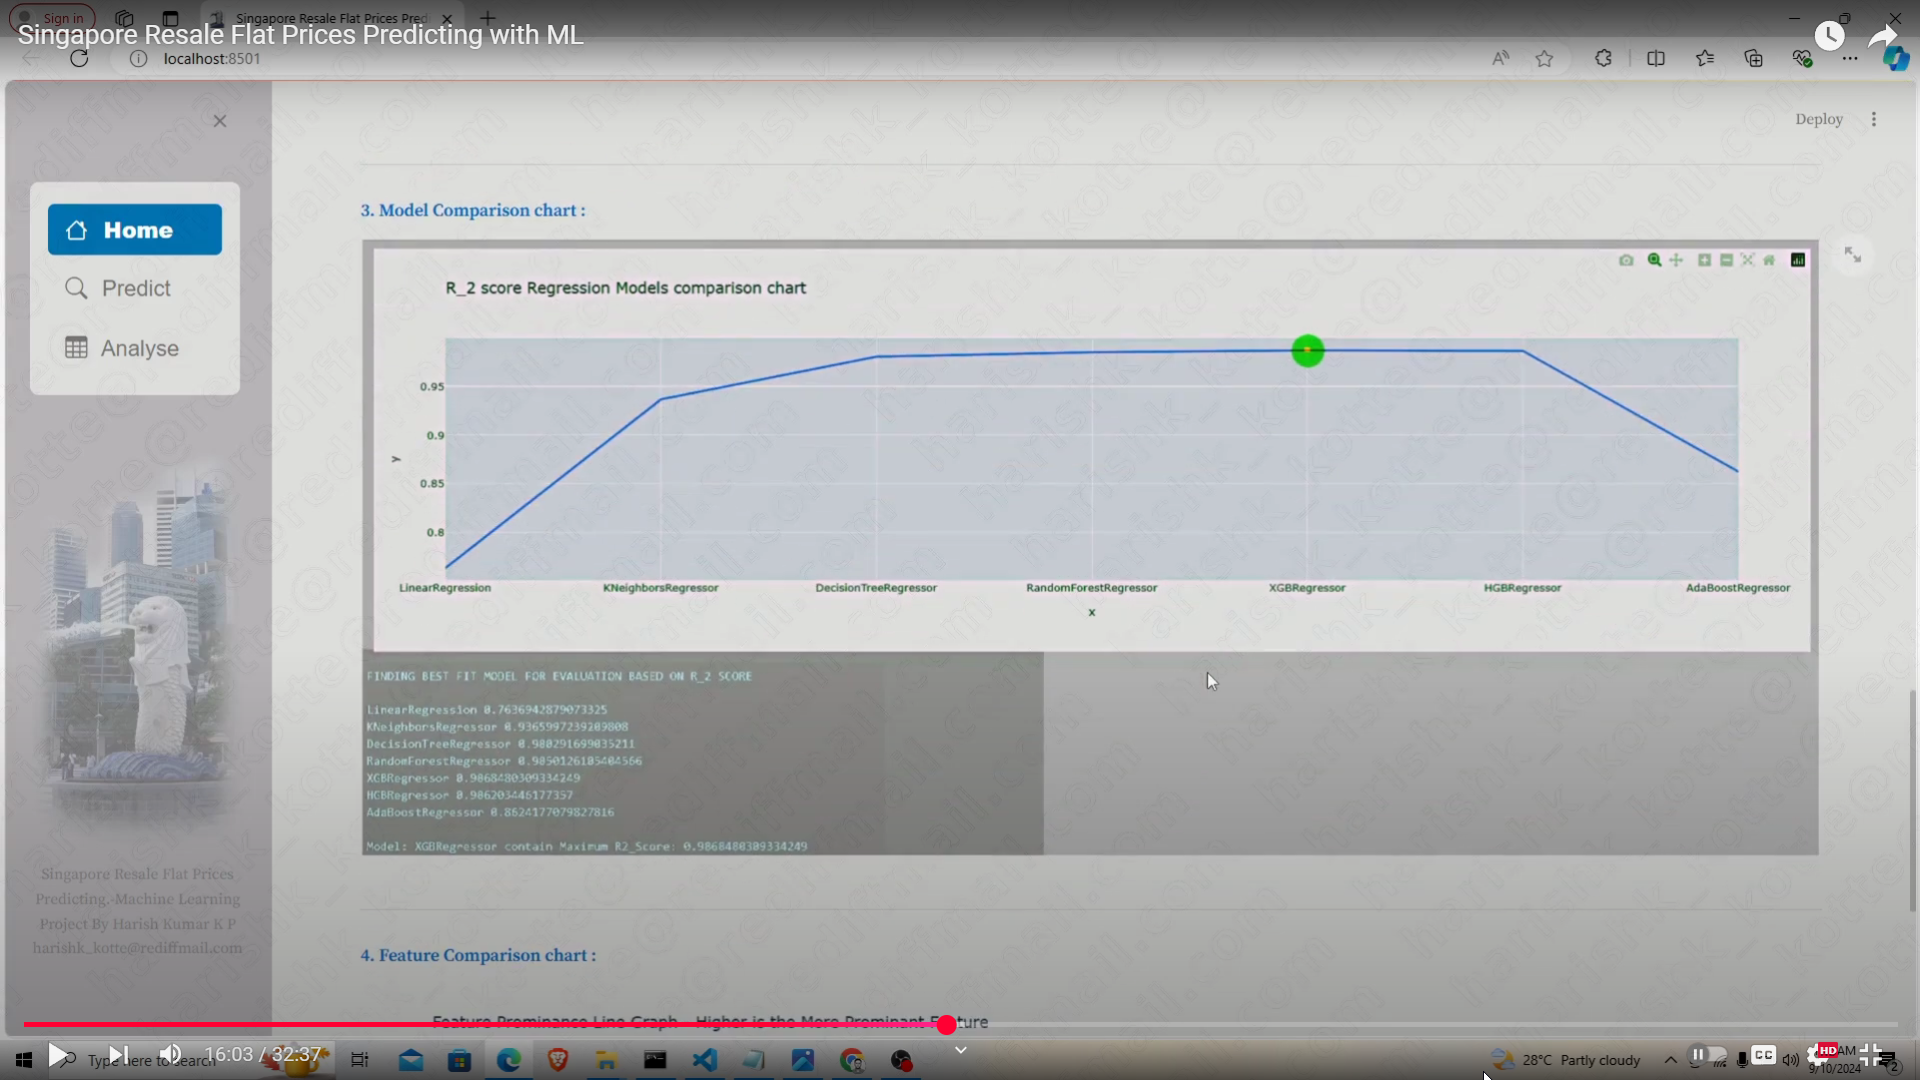 Sign in
Singapore Resale Flat Prices Pred
Singapore Resale Flat Prices Predicting with ML
localhost:8501
Deploy
Home
Predict
Analyse
3. Model Comparison chart :
R_2 score Regression Models comparison chart
0.95
0.9
0.85
0.8
y
LinearRegression
KNeighborsRegressor
DecisionTreeRegressor
RandomForestRegressor
XGBRegressor
HGBRegressor
AdaBoostRegressor
x
FINDING BEST FIT MODEL FOR EVALUATION BASED ON R_2 SCORE
LinearRegression 0.7636942879073325
KNeighborsRegressor 0.9365997239209808
DecisionTreeRegressor 0.980291699035211
RandomForestRegressor
XGBRegressor 0.9868480309334249
HGBRegressor 0.986203446177357
AdaBoostRegressor 0.8624177079827816
Model: XGBRegressor contain Maximum R2_Score: 0.9868480309334249
Singapore Resale Flat Prices
Predicting.-Machine Learning
Project By Harish Kumar K P
harishk_kotte@rediffmail.com
4. Feature Comparison chart :
Feature Prominance Line Graph - Higher is the More Prominant Feature
16:03 / 32:37
Type here to search
28°C Partly cloudy
CC
HD
AM
9/10/2024
2